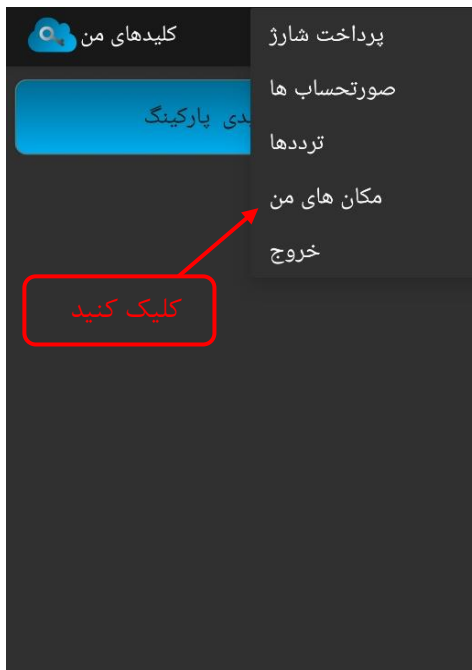 کلیدهای من
پرداخت شارژ
صورتحساب ها
پارکینگ
ترددها
مکان های من
خروج
کلیک کنید